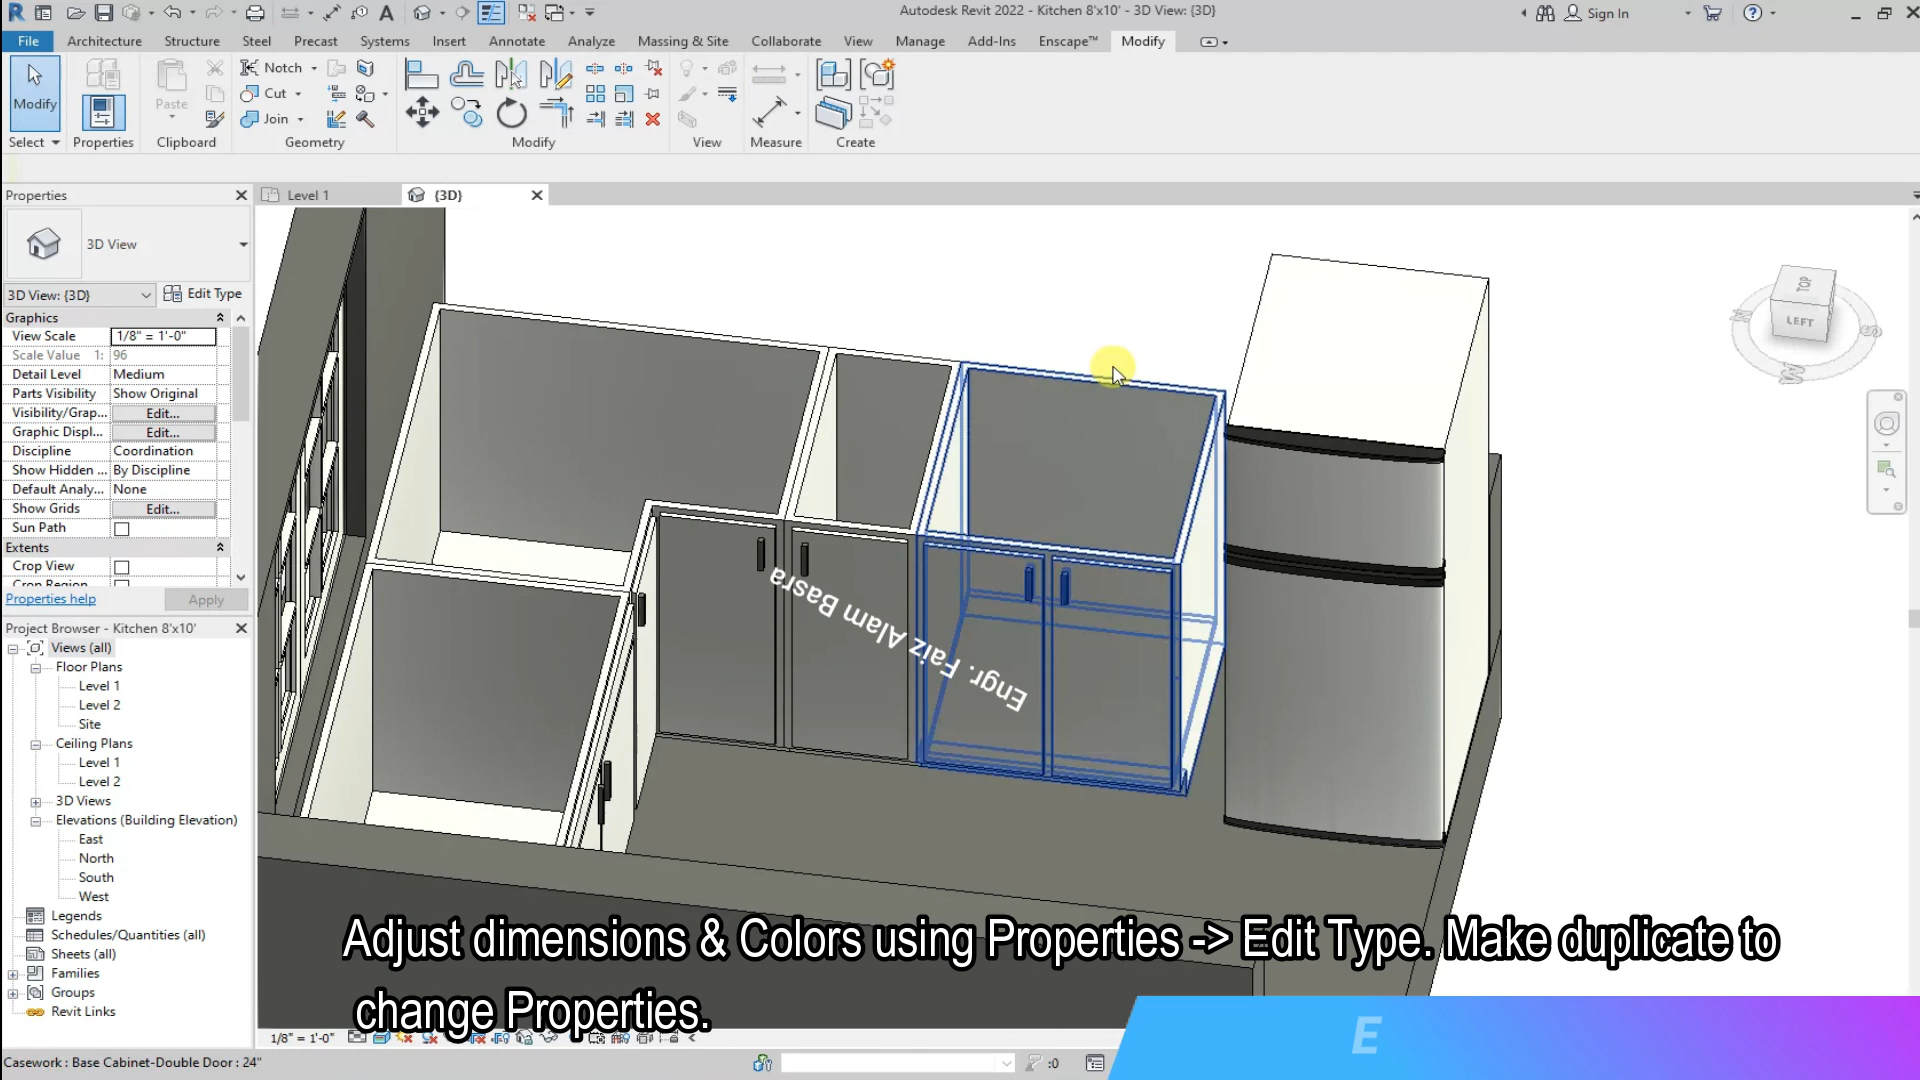 Autodesk Revit 2022 - Kitchen 8'x10' - 3D View: {3D}
Sign In
File Architecture Structure Steel Precast Systems Insert Annotate Analyze Massing & Site Collaborate View Manage Add-Ins Enscape™ Modify
Modify
Paste
Notch
Cut
Join
Select Properties Clipboard Geometry Modify View Measure Create
Properties
Level 1
{3D}
3D View
3D View: {3D}
Edit Type
Graphics
View Scale 1/8" = 1'-0"
Scale Value 1: 96
Detail Level Medium
Parts Visibility Show Original
Visibility/Grap... Edit...
Graphic Displ... Edit...
Discipline Coordination
Show Hidden ... By Discipline
Default Analy... None
Show Grids Edit...
Sun Path
Extents
Crop View
Crop Region
Properties help
Apply
Project Browser - Kitchen 8'x10'
Views (all)
Floor Plans
Level 1
Level 2
Site
Ceiling Plans
Level 1
Level 2
3D Views
Elevations (Building Elevation)
East
North
South
West
Legends
Schedules/Quantities (all)
Sheets (all)
Families
Groups
Revit Links
TOP
LEFT
N
S
W
Engr. Faiz Alam Basra
Adjust dimensions & Colors using Properties -> Edit Type. Make duplicate to
change Properties.
E
1/8" = 1'-0"
Casework : Base Cabinet-Double Door : 24"
:0